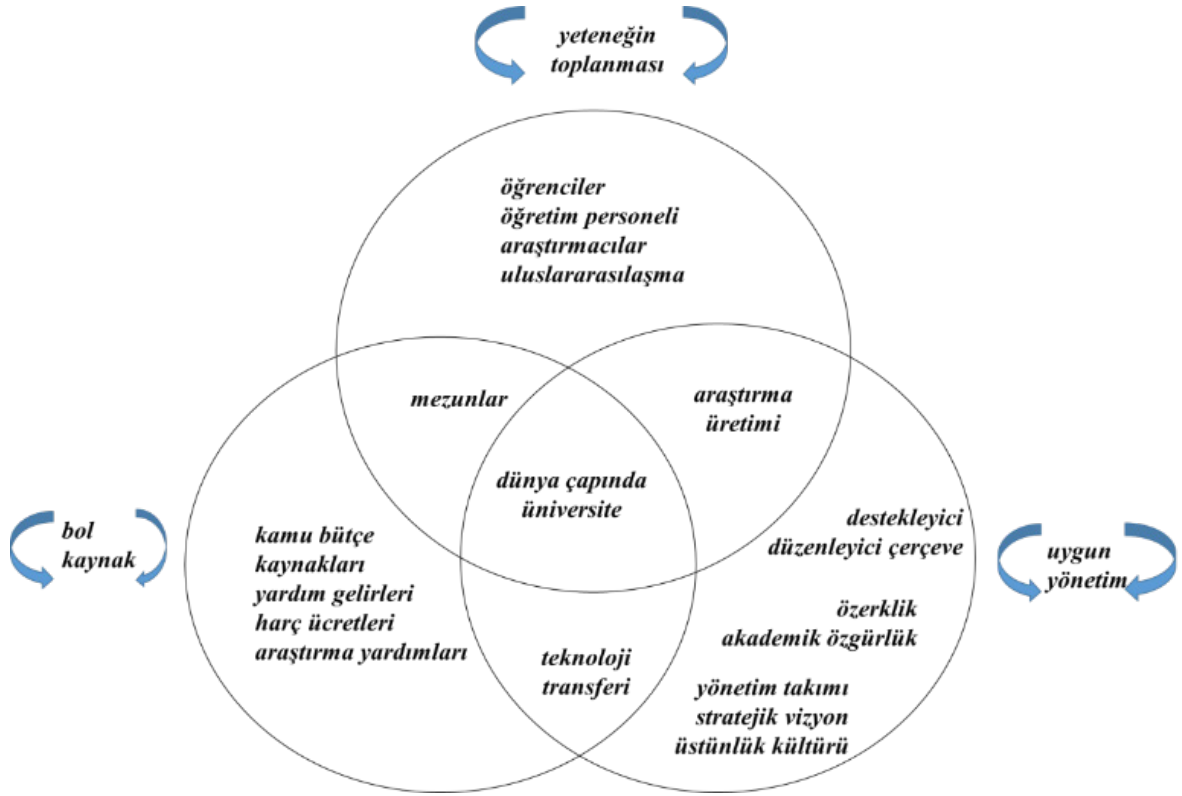 yeteneğin
toplanması
öğrenciler
öğretim personeli
araştırmacılar
uluslararasılaşma
mezunlar
araştırma
üretimi
dünya çapında
üniversite
bol
kaynak
kamu bütçe
kaynakları
yardım gelirleri
harç ücretleri
araştırma yardımları
destekleyici
düzenleyici çerçeve
özerklik
akademik özgürlük
yönetim takımı
stratejik vizyon
üstünlük kültürü
uygun
yönetim
teknoloji
transferi